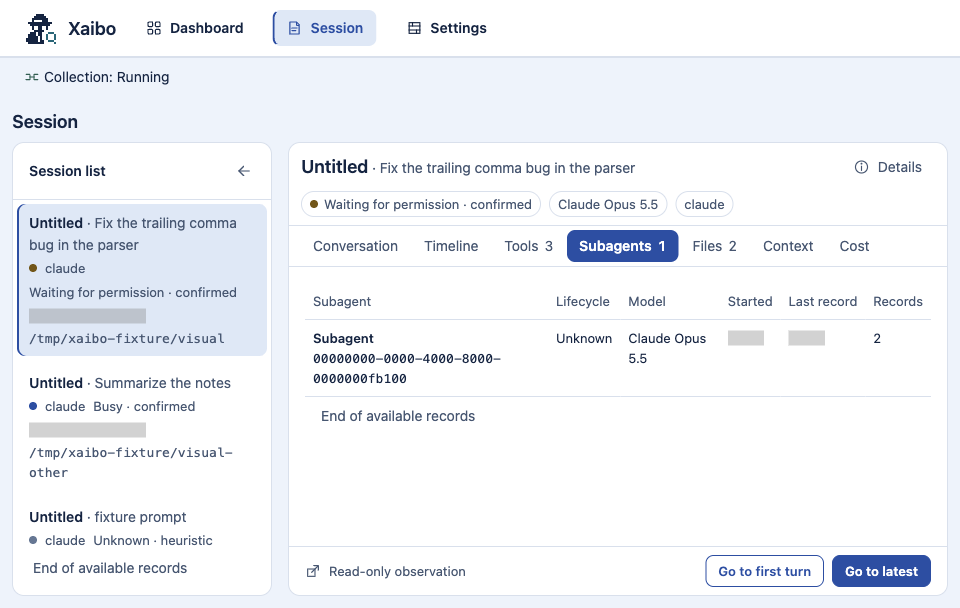 Xaibo
Dashboard
Session
Settings
Collection: Running
Session
Session list
Untitled · Fix the trailing comma
bug in the parser
claude
Waiting for permission · confirmed
/tmp/xaibo-fixture/visual
Untitled · Summarize the notes
claude Busy · confirmed
/tmp/xaibo-fixture/visual-
other
Untitled · fixture prompt
claude Unknown · heuristic
End of available records
Untitled · Fix the trailing comma bug in the parser
Details
Waiting for permission · confirmed
Claude Opus 5.5
claude
Conversation Timeline Tools 3 Subagents 1 Files 2 Context Cost
Subagent Lifecycle Model Started Last record Records
Subagent Unknown Claude Opus 2
00000000-0000-4000-8000- 5.5
0000000fb100
End of available records
Read-only observation
Go to first turn
Go to latest